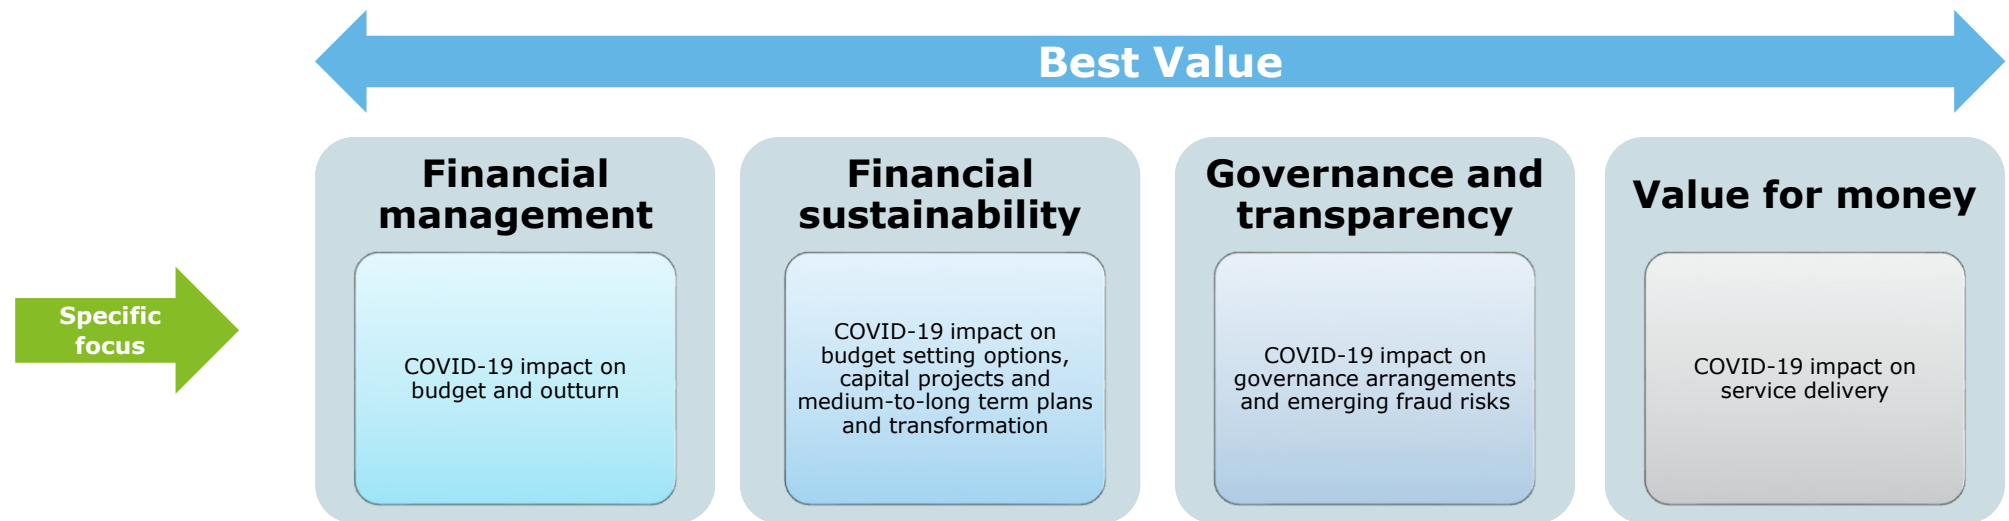 Best Value
Financial
management
Financial
sustainability
Governance and
transparency
Value for money
Specific
focus
COVID-19 impact on
budget and outturn
COVID-19 impact on
budget setting options,
capital projects and
medium-to-long term plans
and transformation
COVID-19 impact on
governance arrangements
and emerging fraud risks
COVID-19 impact on
service delivery